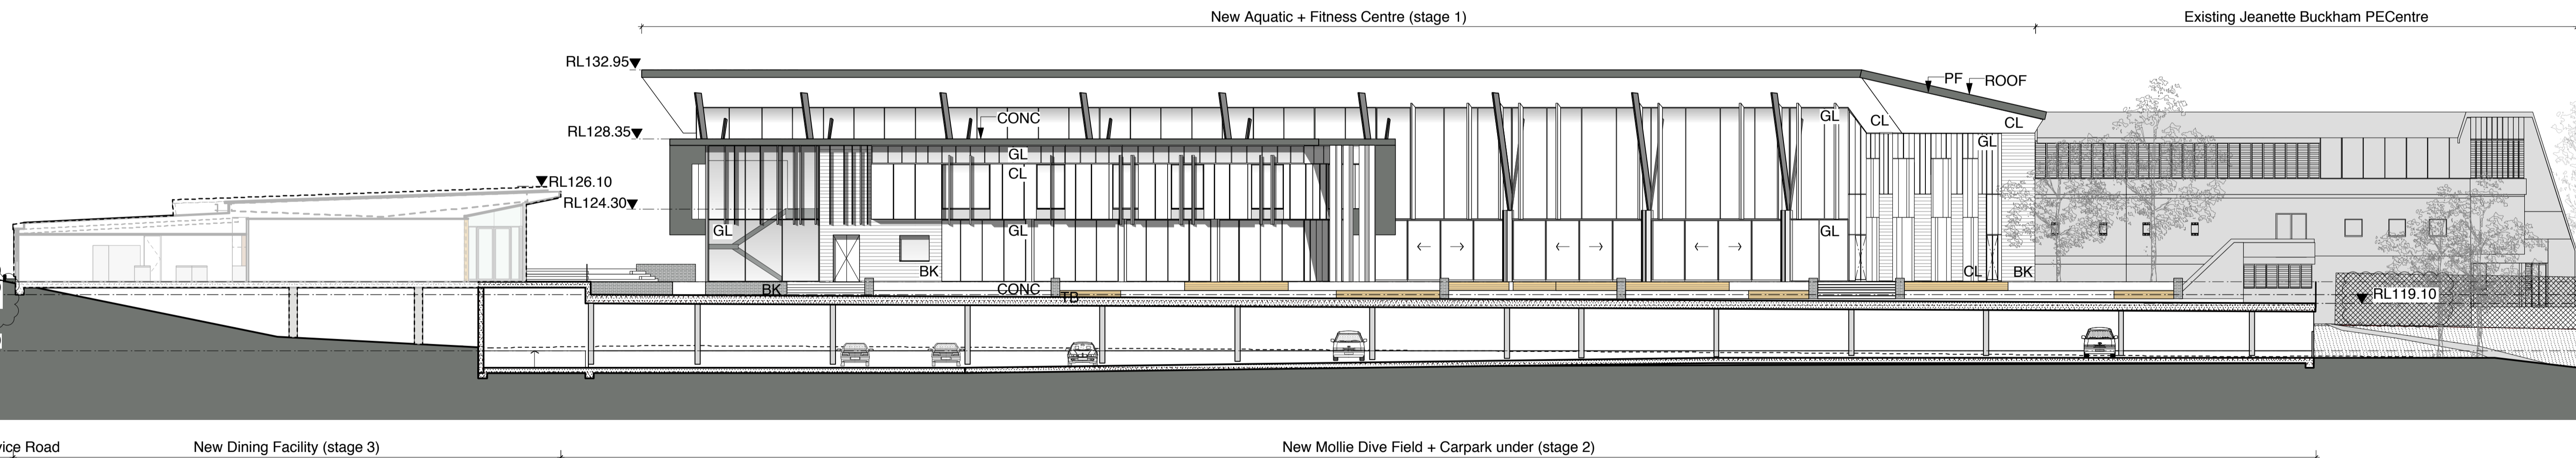 New Aquatic + Fitness Centre (stage 1)
Existing Jeanette Buckham PECentre
RL132.95
PF
ROOF
CONC
GL
CL
CL
RL128.35
GL
GL
CL
RL126.10
RL124.30
GL
GL
GL
BK
CL
BK
BK
CONC
TB
RL119.10
vice Road
New Dining Facility (stage 3)
New Mollie Dive Field + Carpark under (stage 2)